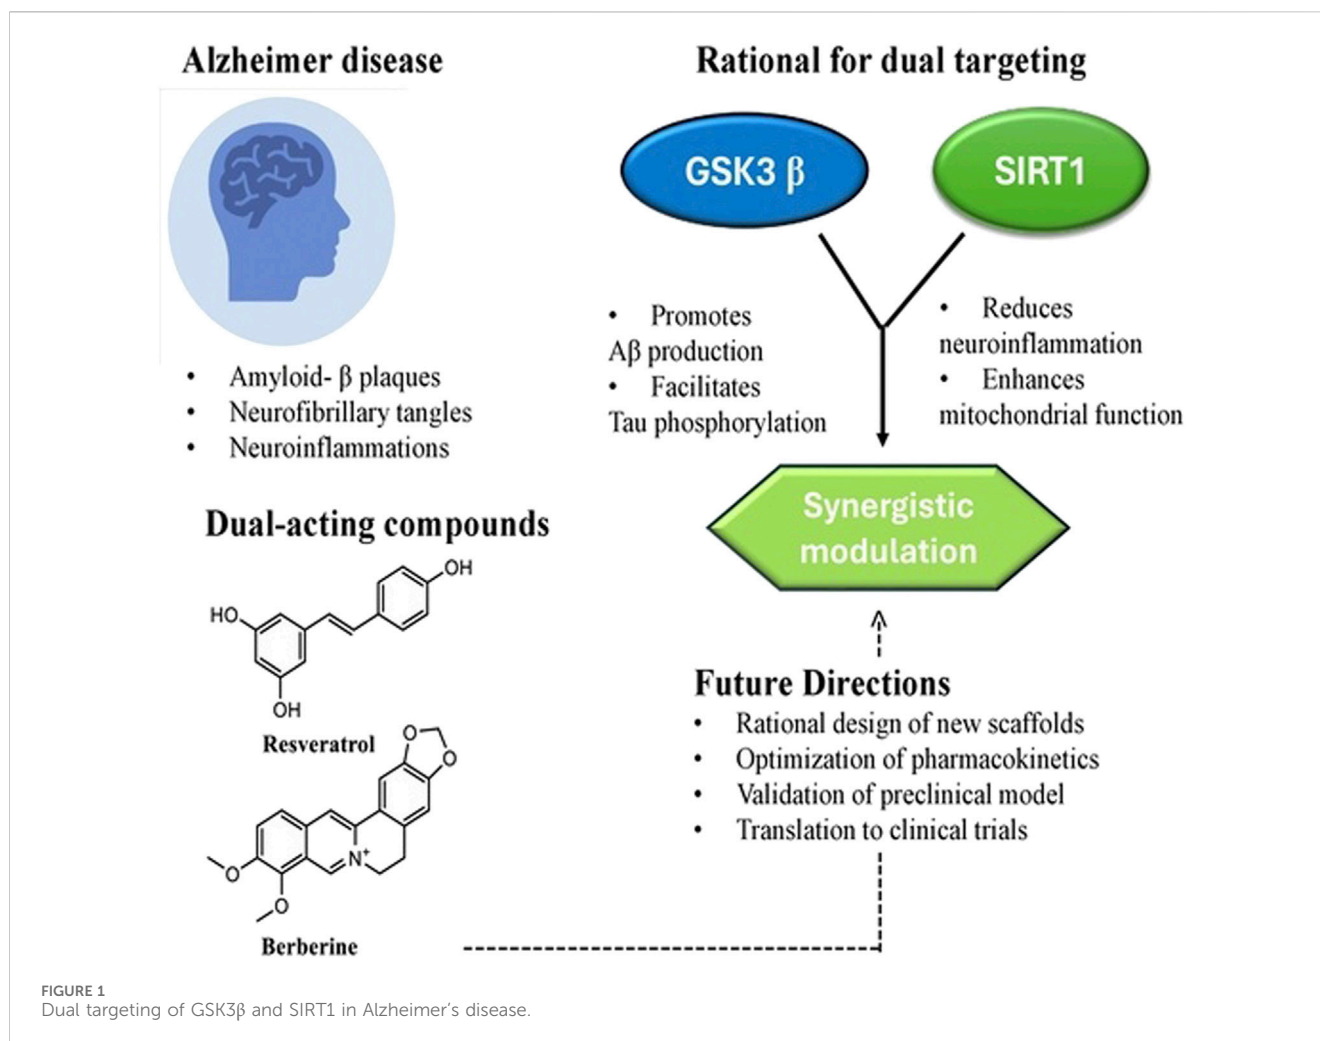 Alzheimer disease
• Amyloid- β plaques
• Neurofibrillary tangles
• Neuroinflammations
Dual-acting compounds
OH
HO
OH
Resveratrol
O
O
N+
O
O
Berberine
Rational for dual targeting
GSK3 β
SIRT1
• Promotes
Aβ production
• Facilitates
Tau phosphorylation
• Reduces
neuroinflammation
• Enhances
mitochondrial function
Synergistic
modulation
Future Directions
• Rational design of new scaffolds
• Optimization of pharmacokinetics
• Validation of preclinical model
• Translation to clinical trials
FIGURE 1
Dual targeting of GSK3β and SIRT1 in Alzheimer’s disease.